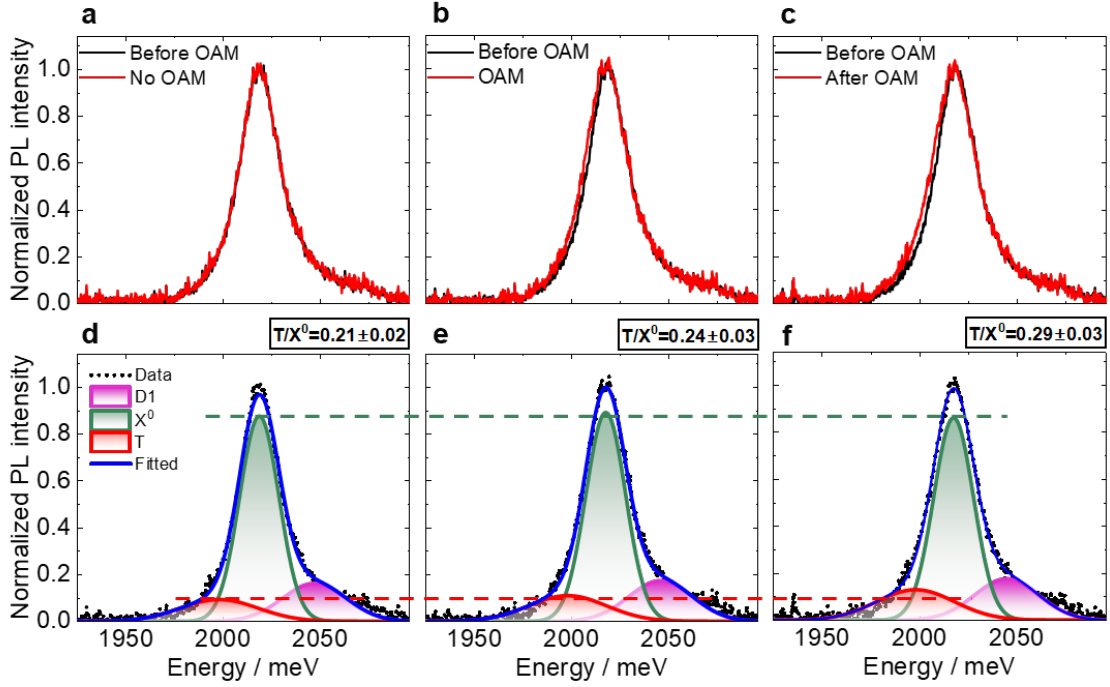 a
b
c
Before OAM
No OAM
Before OAM
OAM
Before OAM
After OAM
Normalized PL intensity
1.0
0.8
0.6
0.4
0.2
0.0
d
T/X⁰=0.21±0.02
e
T/X⁰=0.24±0.03
f
T/X⁰=0.29±0.03
Data
D1
X⁰
T
Fitted
Normalized PL intensity
1.0
0.8
0.6
0.4
0.2
0.0
1950 2000 2050
1950 2000 2050
1950 2000 2050
Energy / meV
Energy / meV
Energy / meV